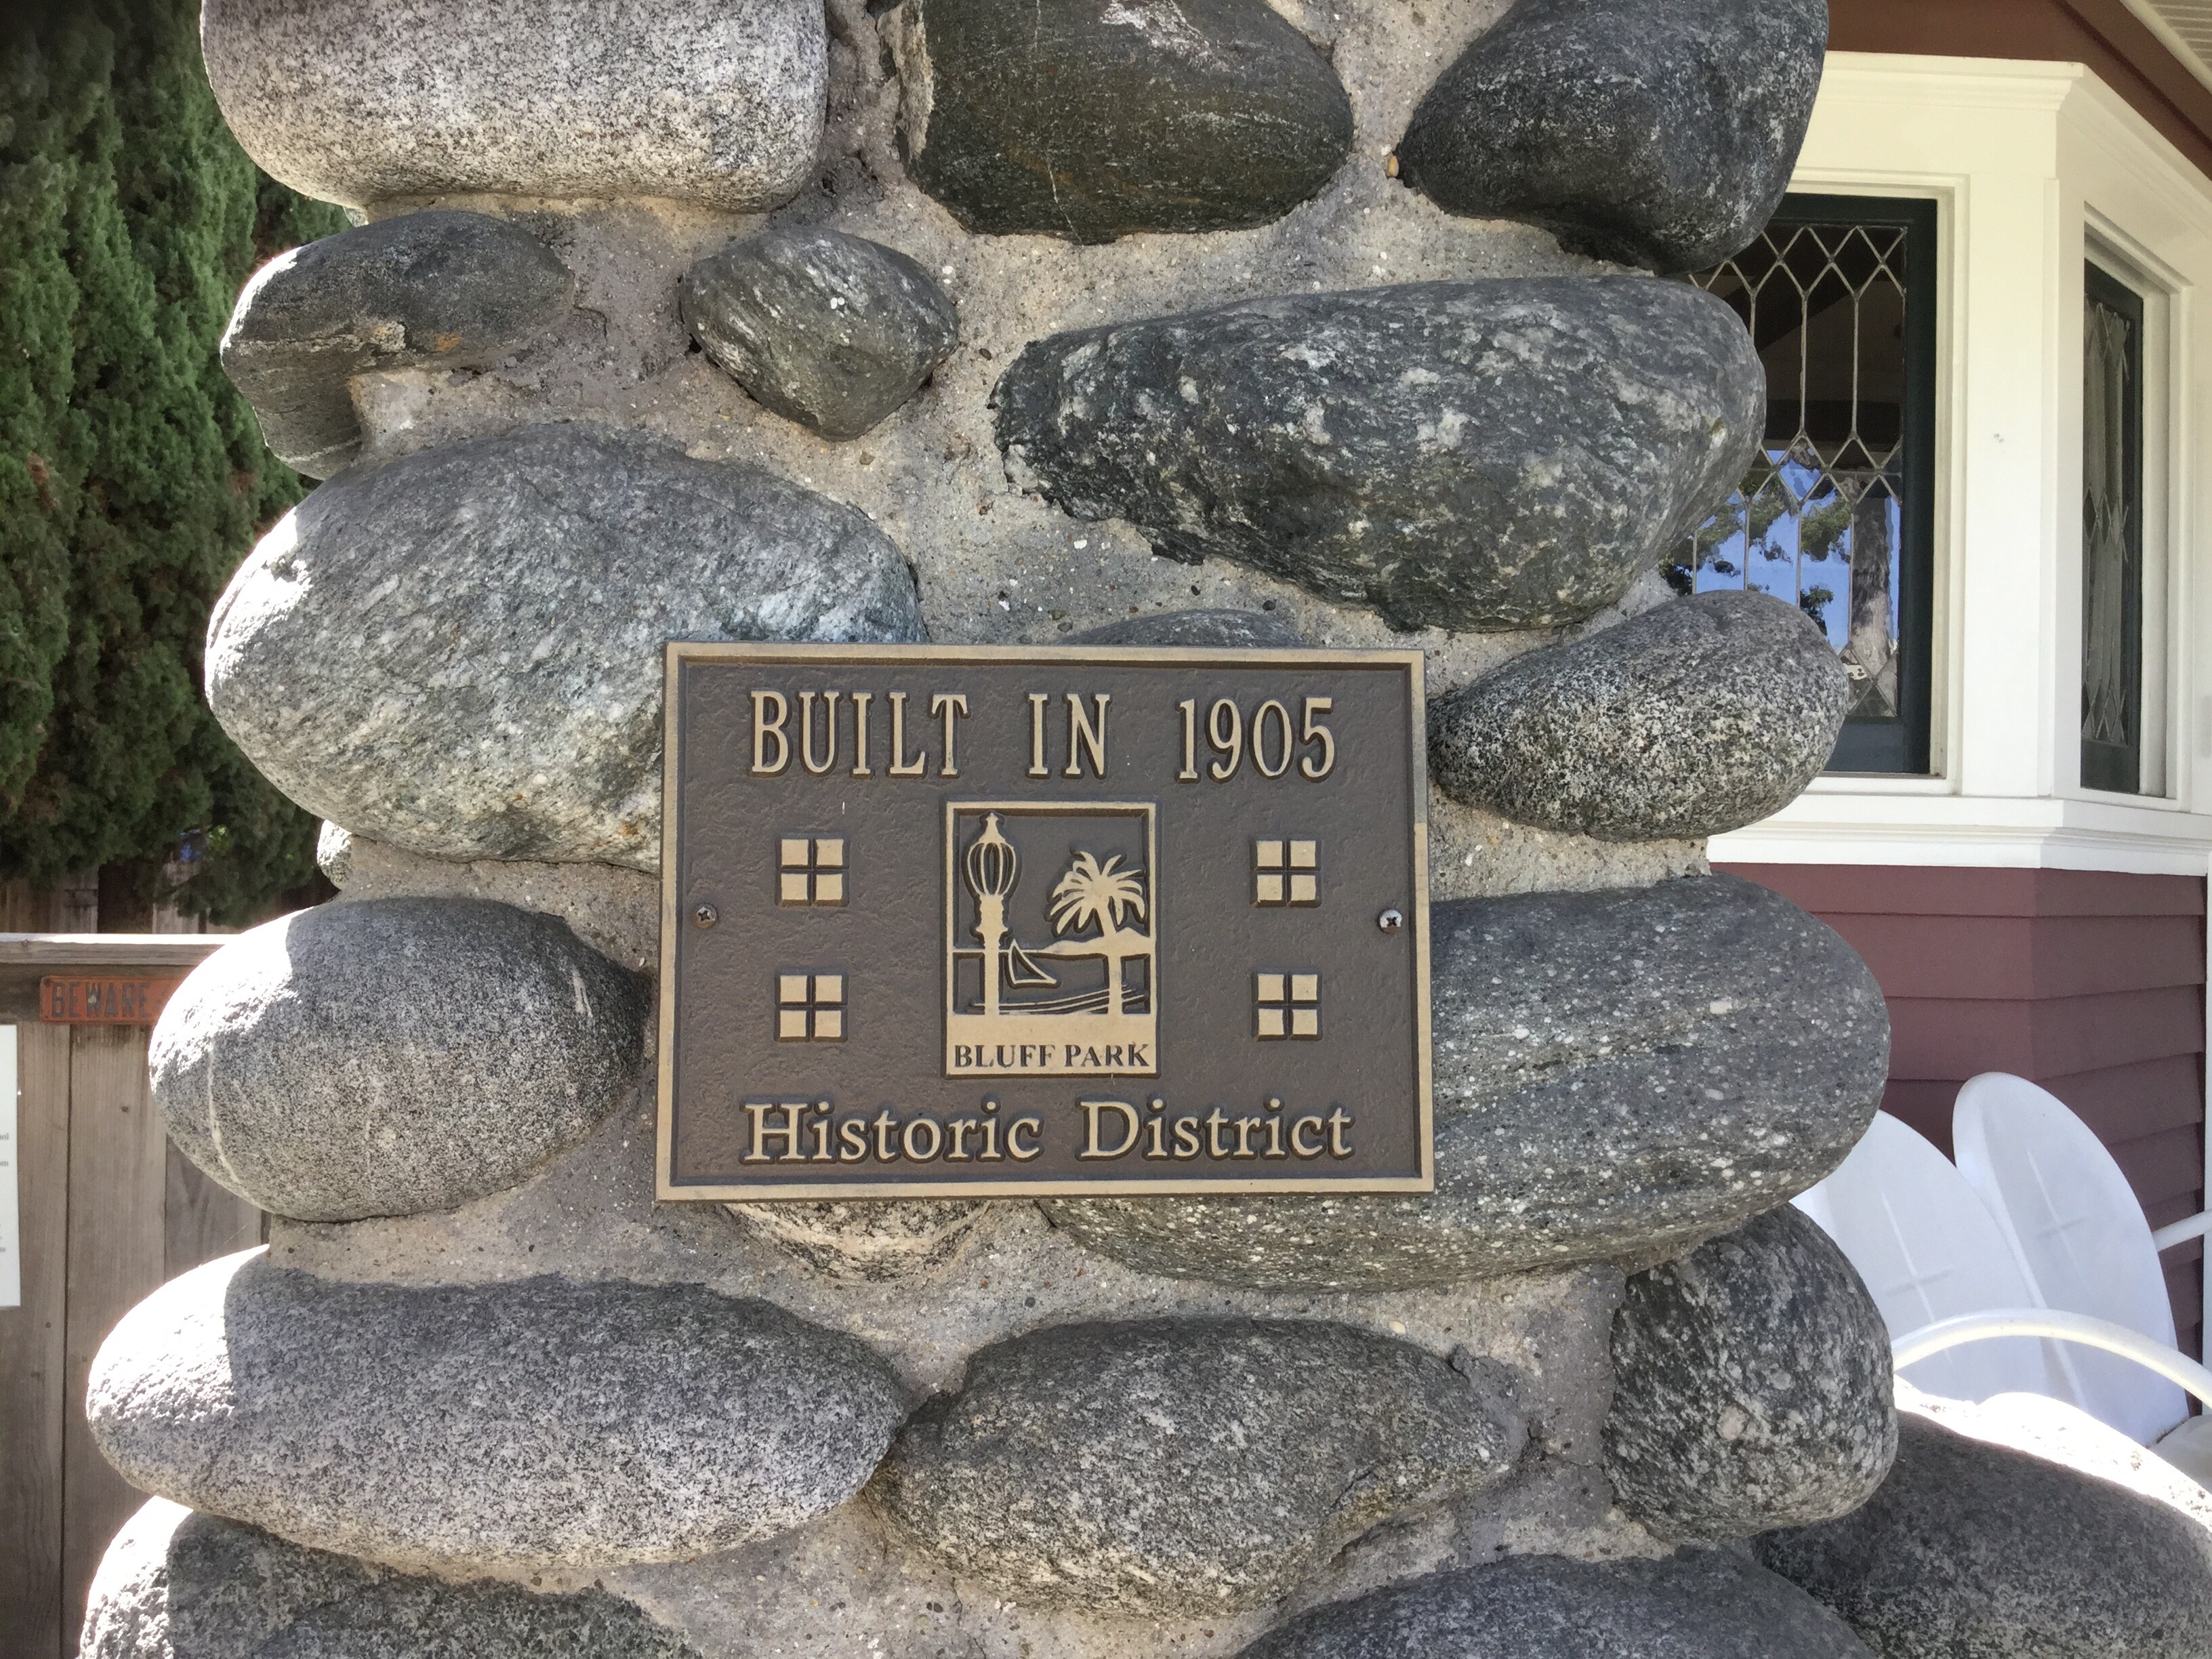 BUILT IN 1905
BLUFF PARK
Historic District
BEWARE